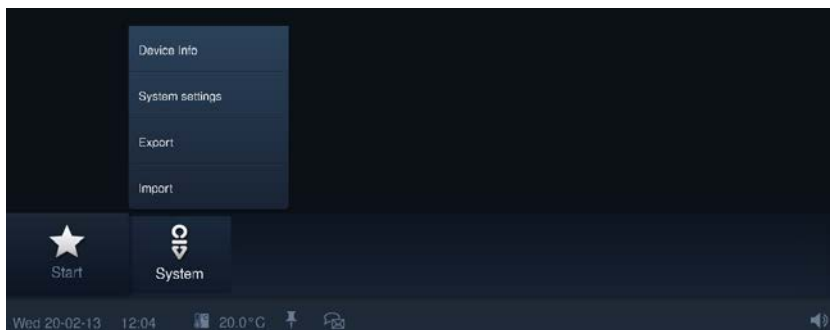 Device Info
System settings
Export
Import
Start
System
Wed 20-02-13 12:04 20.0°C